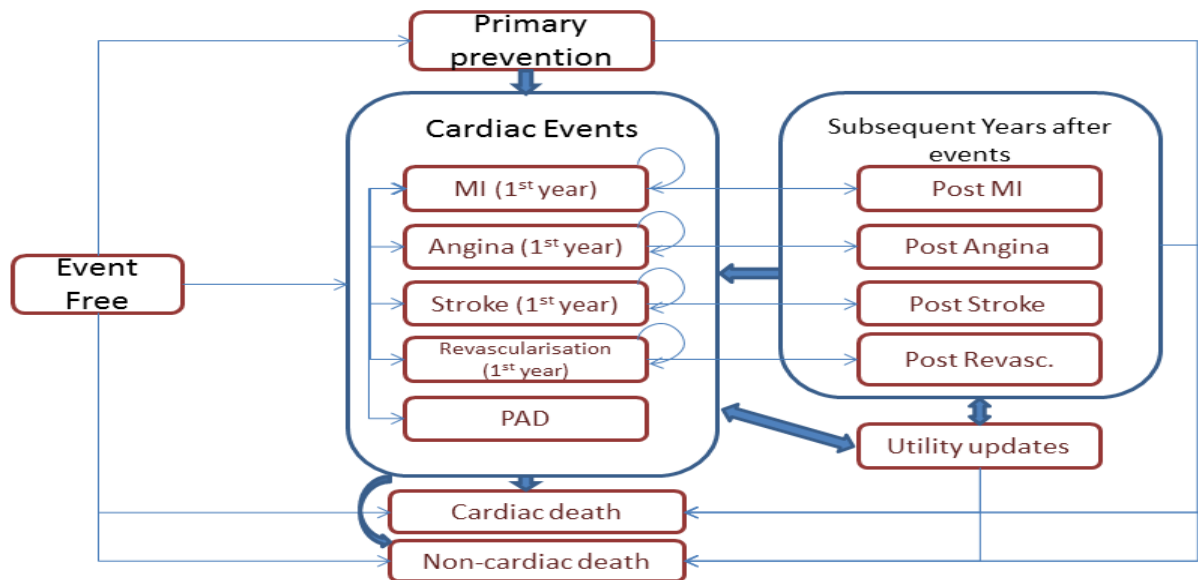 Primary
prevention
Cardiac Events
MI (1st year)
Angina (1st year)
Stroke (1st year)
Revascularisation
(1st year)
PAD
Subsequent Years after
events
Post MI
Post Angina
Post Stroke
Post Revasc.
Event
Free
Utility updates
Cardiac death
Non-cardiac death